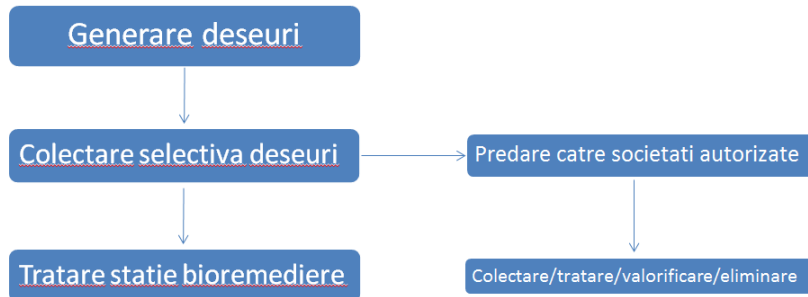 Generare deseuri
Colectare selectiva deseuri
Predare catre societati autorizate
Tratare statie bioremediere
Colectare/tratare/valorificare/eliminare